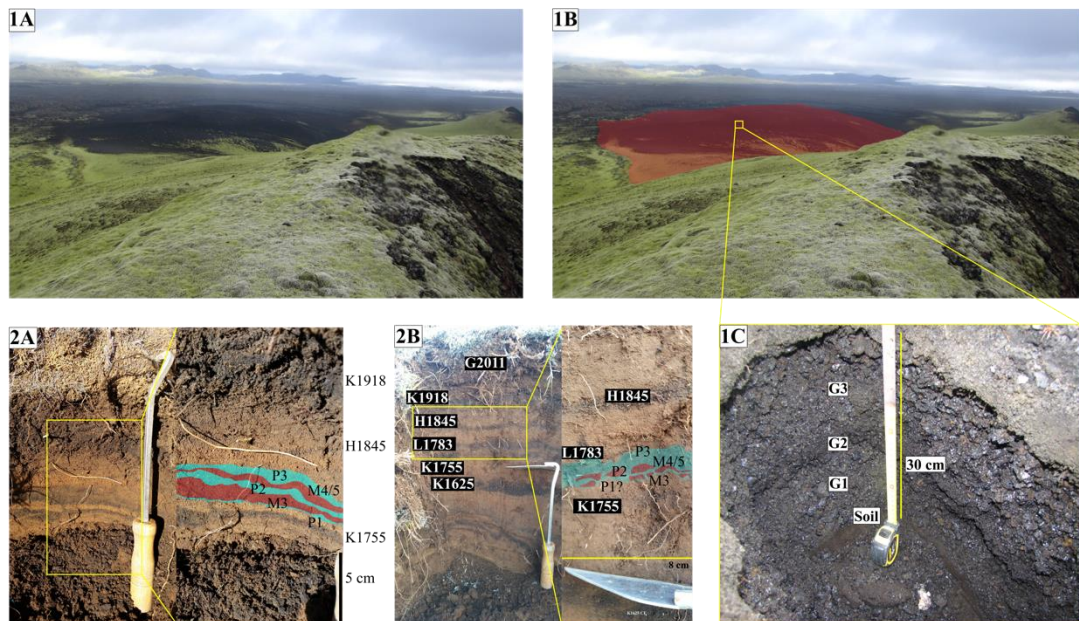 1A
1B
2A
K1918
H1845
P3
P2
M4/5
M3
P1
K1755
5 cm
2B
G2011
K1918
H1845
L1783
K1755
K1625
H1845
L1783
P3
P2
M4/5
P1?
M3
K1755
8 cm
1C
G3
G2
G1
30 cm
Soil